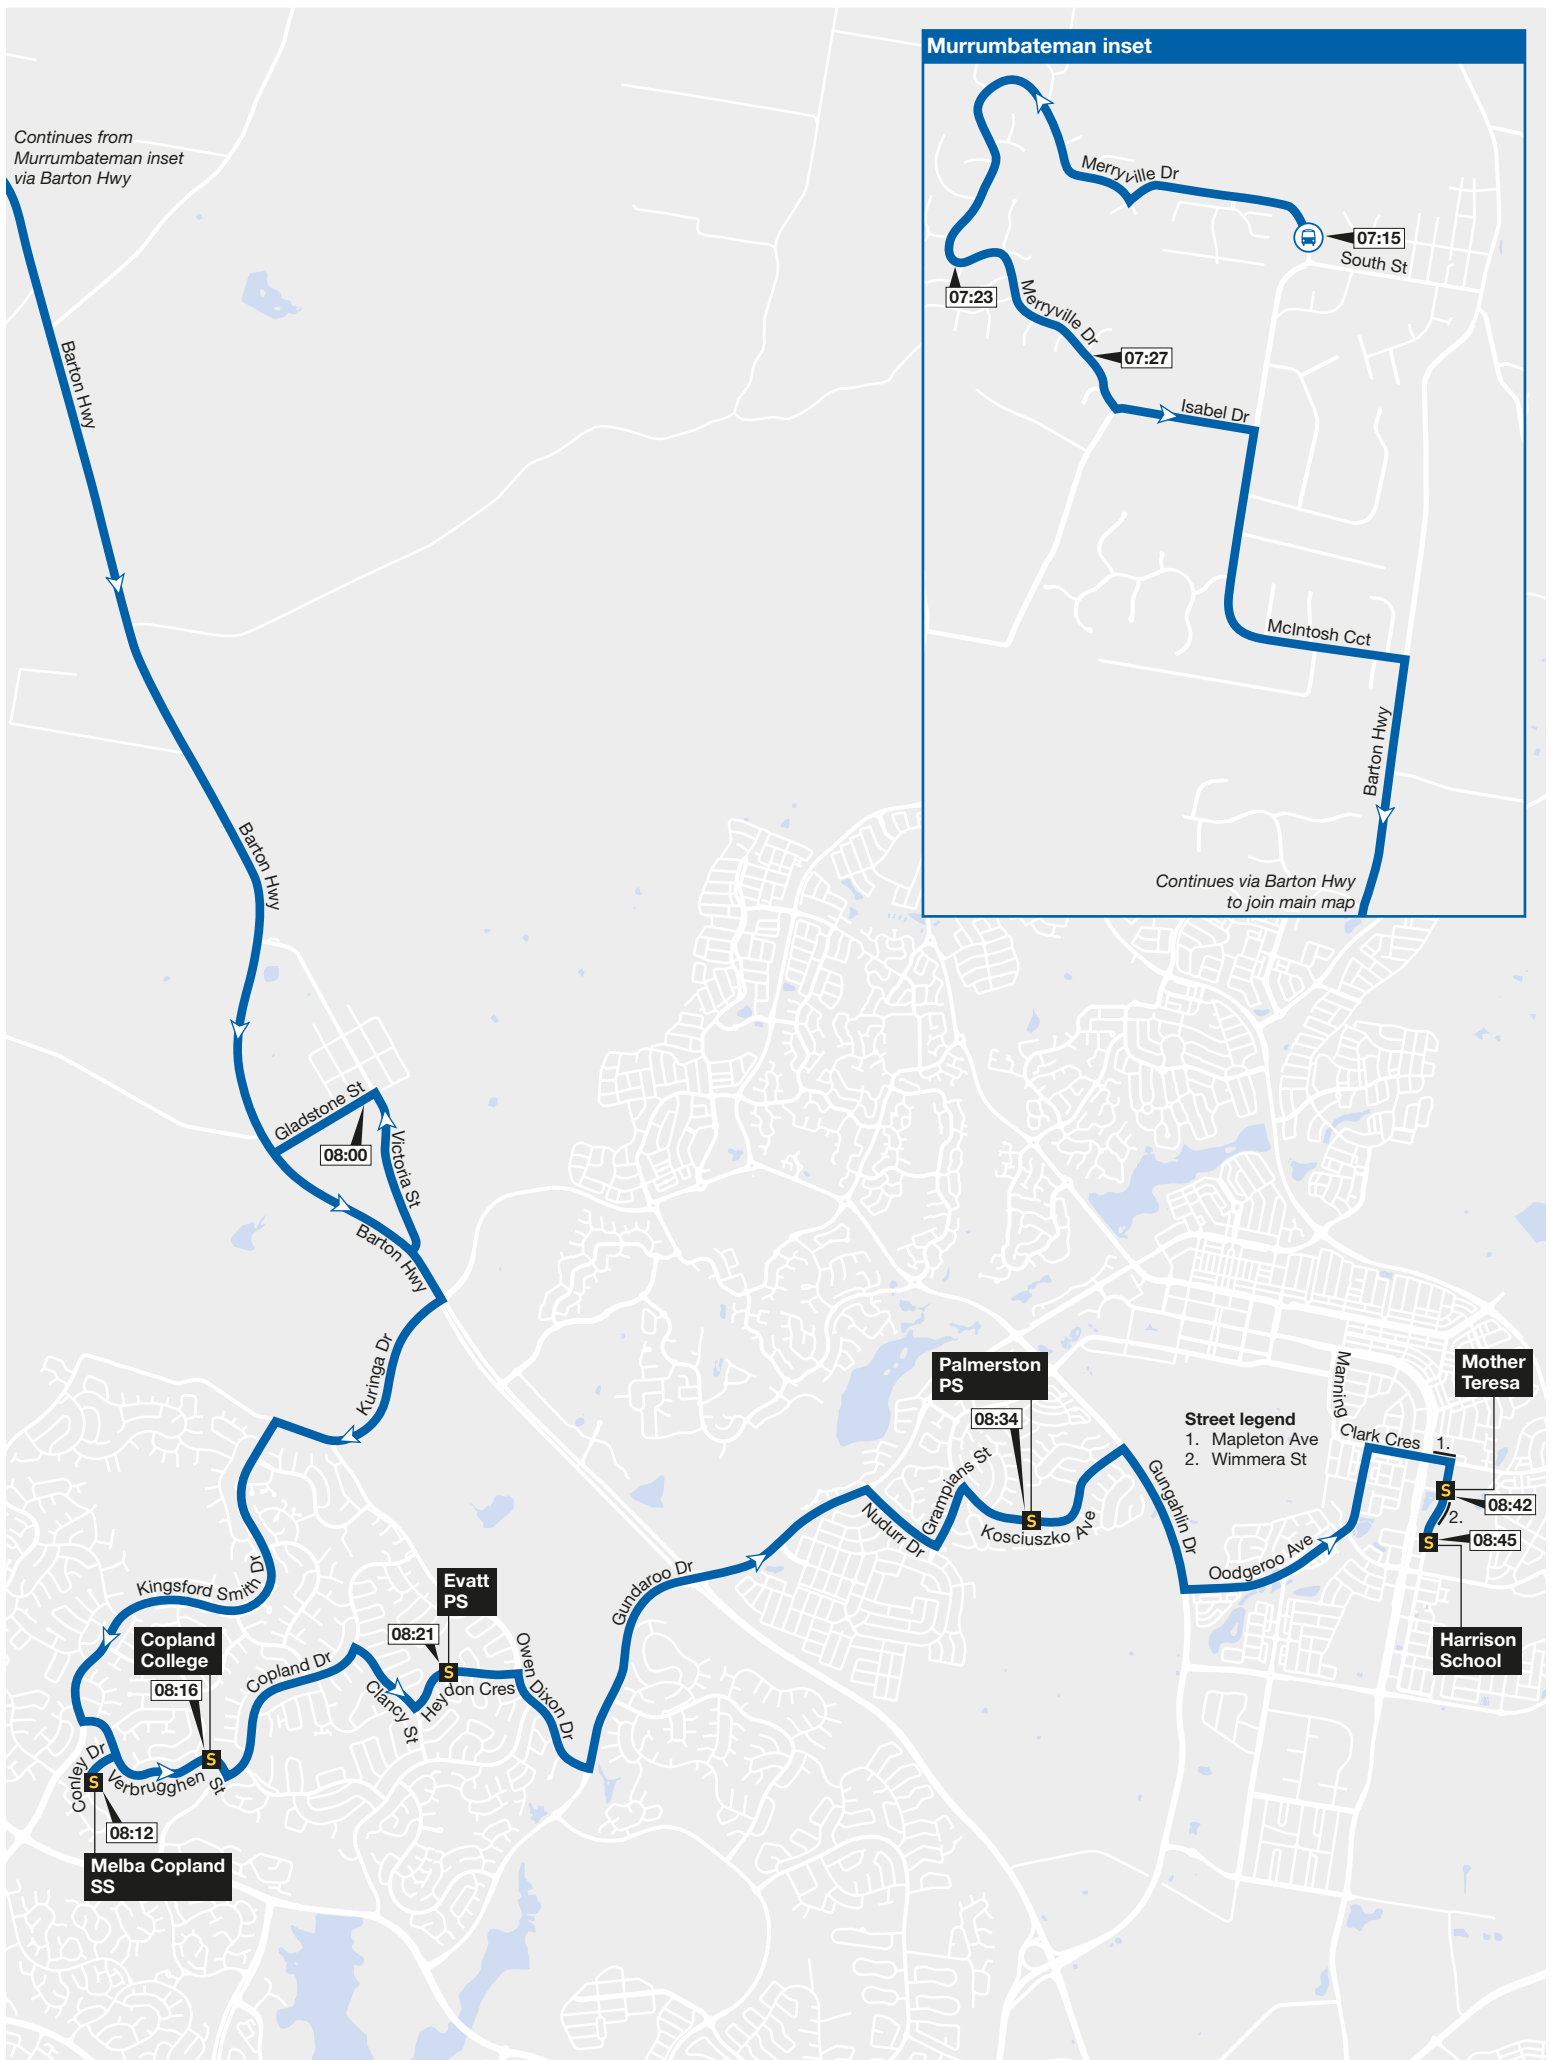 Murrumbateman inset
Continues from
Murrumbateman inset
via Barton Hwy
Merryville Dr
07:15
South St
07:23
Merryville Dr
07:27
Isabel Dr
McIntosh Cct
Barton Hwy
Continues via Barton Hwy
to join main map
Barton Hwy
Barton Hwy
Gladstone St
08:00
Victoria St
Barton Hwy
Kuringa Dr
Kingsford Smith Dr
Copland
College
08:16
Conley Dr
Verbrugghen St
S
S
08:12
Melba Copland
SS
Copland Dr
Clancy St
Evatt
PS
08:21
S
Heydon Cres
Owen Dixon Dr
Gundaroo Dr
Nudurr Dr
Grampians St
Palmerston
PS
08:34
S
Kosciuszko Ave
Gungahlin Dr
Street legend
1. Mapleton Ave
2. Wimmera St
Oodgeroo Ave
Manning Clark Cres
1.
Mother
Teresa
S
08:42
2.
S
08:45
Harrison
School